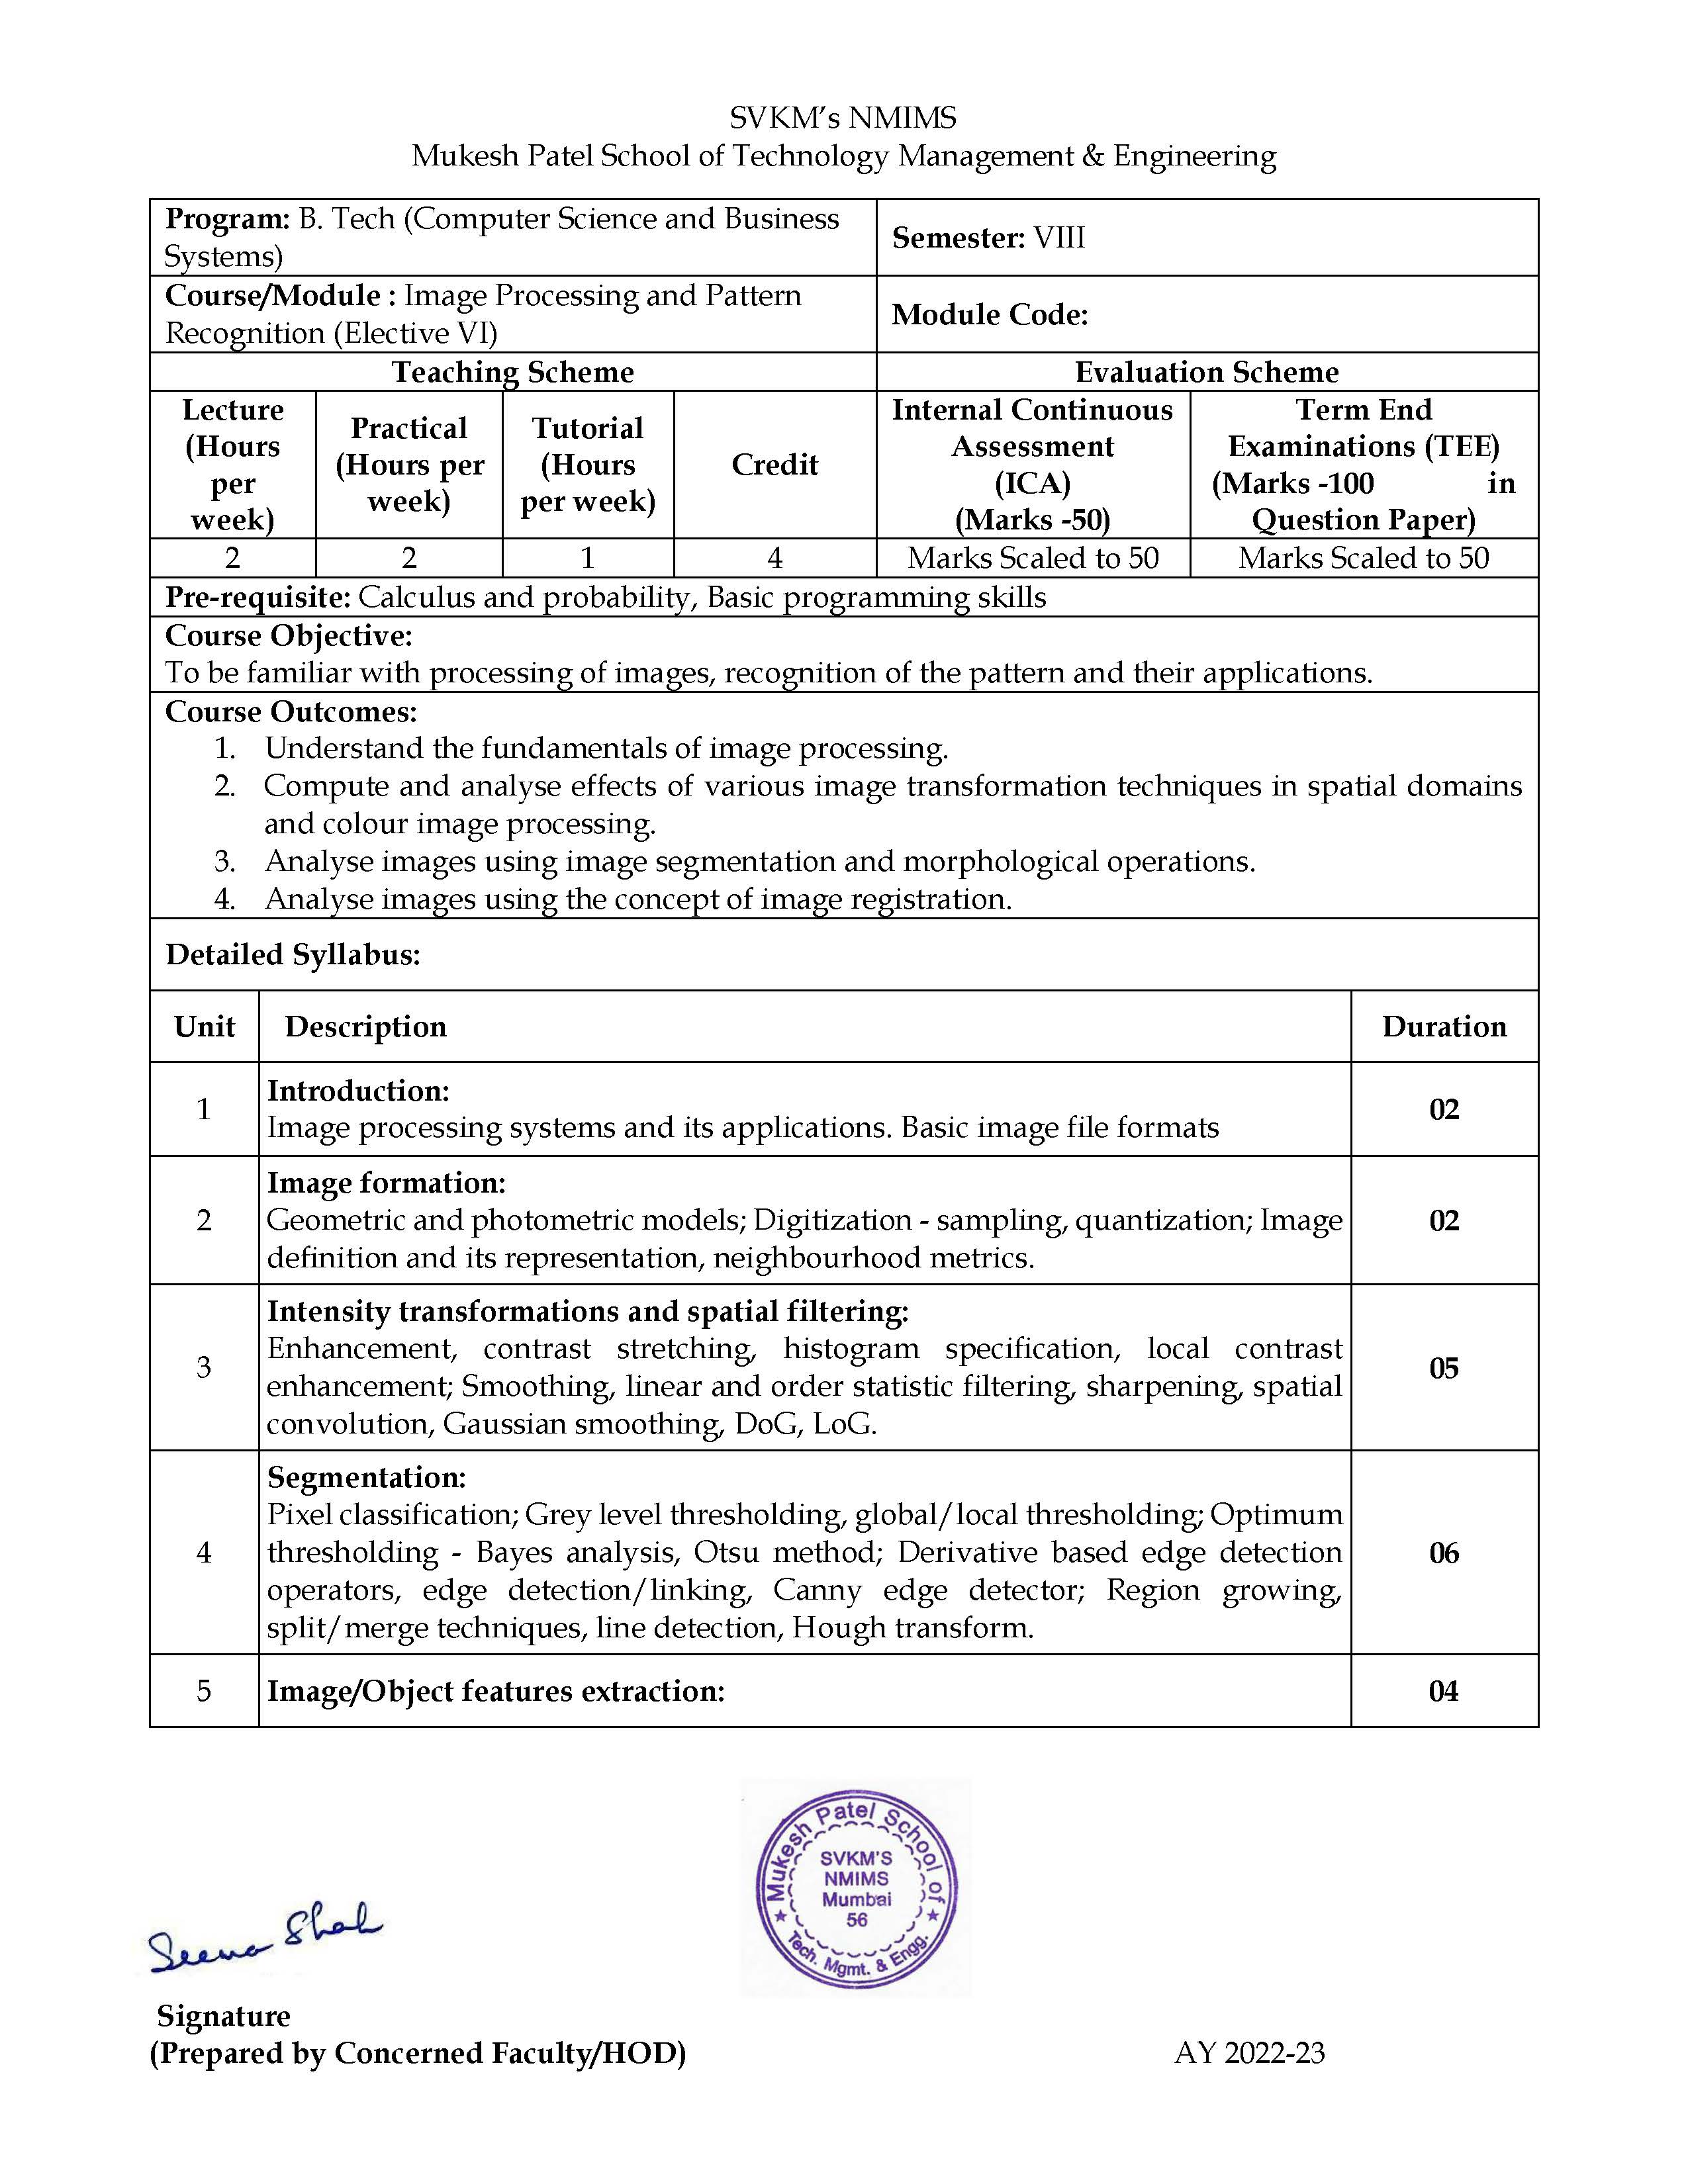 SVKM’s NMIMS
Mukesh Patel School of Technology Management & Engineering
Program: B. Tech (Computer Science and Business
Systems)
Semester: VIII
Course/Module : Image Processing and Pattern
Recognition (Elective VI)
Module Code:
Teaching Scheme
Evaluation Scheme
Lecture
(Hours
per
week)
Practical
(Hours per
week)
Tutorial
(Hours
per week)
Credit
Internal Continuous
Assessment
(ICA)
(Marks -50)
Term End
Examinations (TEE)
(Marks -100 in
Question Paper)
2
2
1
4
Marks Scaled to 50
Marks Scaled to 50
Pre-requisite: Calculus and probability, Basic programming skills
Course Objective:
To be familiar with processing of images, recognition of the pattern and their applications.
Course Outcomes:
1. Understand the fundamentals of image processing.
2. Compute and analyse effects of various image transformation techniques in spatial domains
and colour image processing.
3. Analyse images using image segmentation and morphological operations.
4. Analyse images using the concept of image registration.
Detailed Syllabus:
Unit
Description
Duration
1
Introduction:
Image processing systems and its applications. Basic image file formats
02
2
Image formation:
Geometric and photometric models; Digitization - sampling, quantization; Image
definition and its representation, neighbourhood metrics.
02
3
Intensity transformations and spatial filtering:
Enhancement, contrast stretching, histogram specification, local contrast
enhancement; Smoothing, linear and order statistic filtering, sharpening, spatial
convolution, Gaussian smoothing, DoG, LoG.
05
4
Segmentation:
Pixel classification; Grey level thresholding, global/local thresholding; Optimum
thresholding - Bayes analysis, Otsu method; Derivative based edge detection
operators, edge detection/linking, Canny edge detector; Region growing,
split/merge techniques, line detection, Hough transform.
06
5
Image/Object features extraction:
04
Seema Shah
Mukesh Patel School of
SVKM'S
NMIMS
Mumbai
56
Tech. Mgmt. & Engg.
Signature
(Prepared by Concerned Faculty/HOD)
AY 2022-23